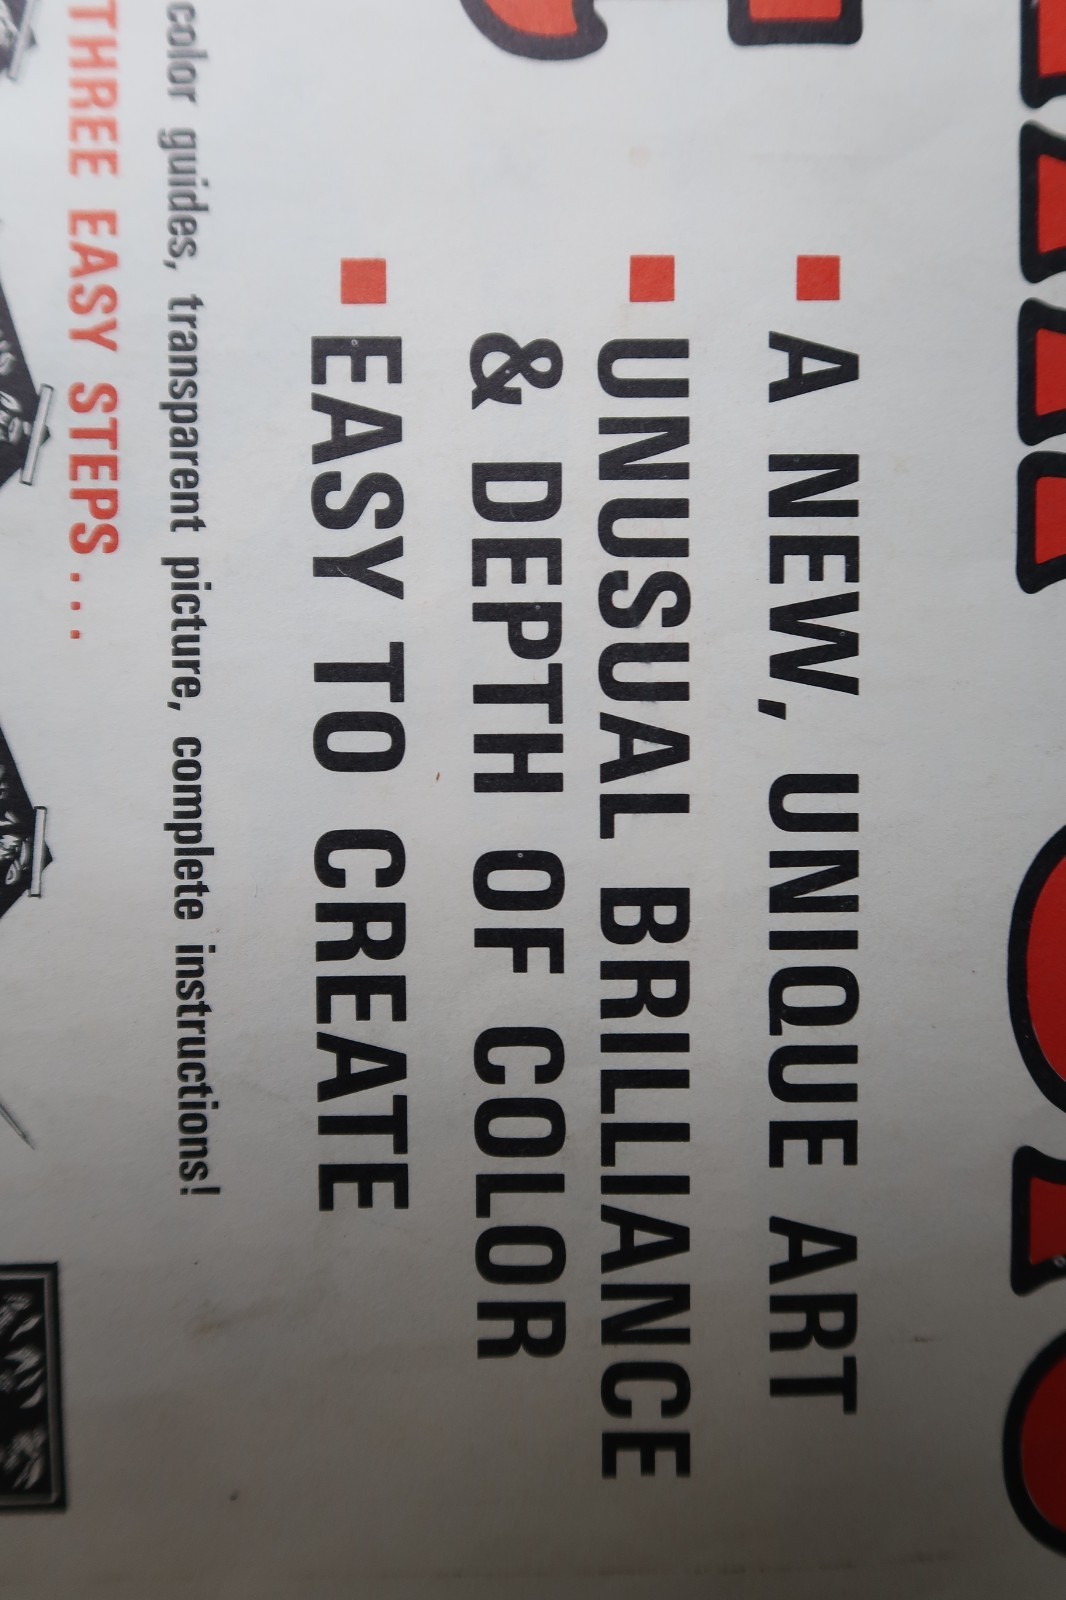 A NEW, UNIQUE ART
UNUSUAL BRILLIANCE
& DEPTH OF COLOR
EASY TO CREATE
color guides, transparent picture, complete instructions!
THREE EASY STEPS...